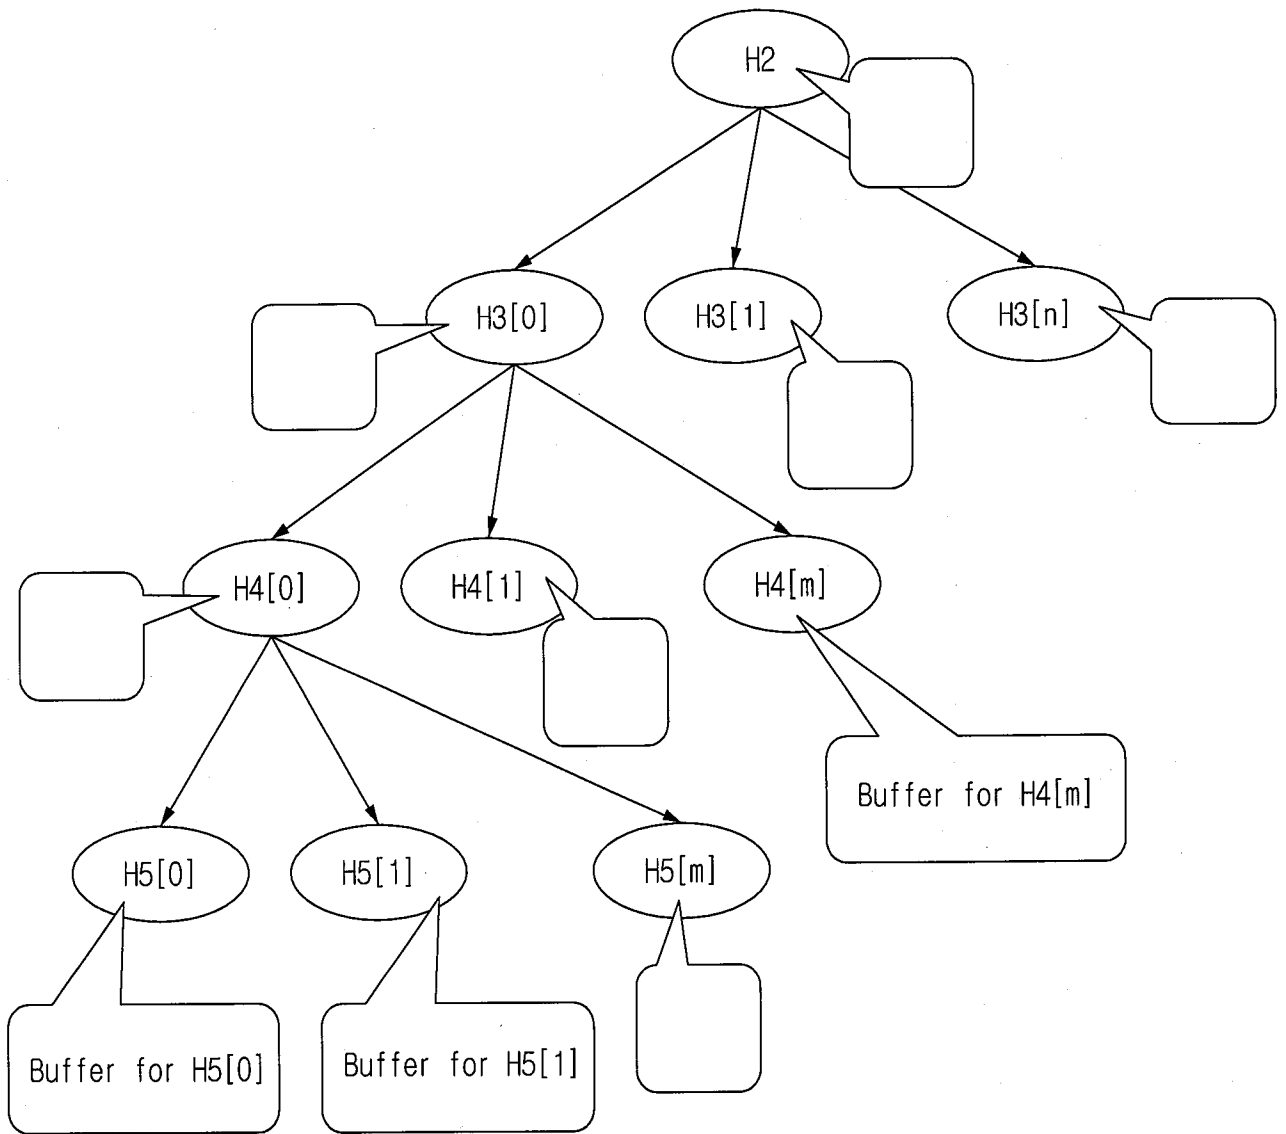 H2
H3[0]
H3[1]
H3[n]
H4[0]
H4[1]
H4[m]
Buffer for H4[m]
H5[0]
H5[1]
H5[m]
Buffer for H5[0]
Buffer for H5[1]